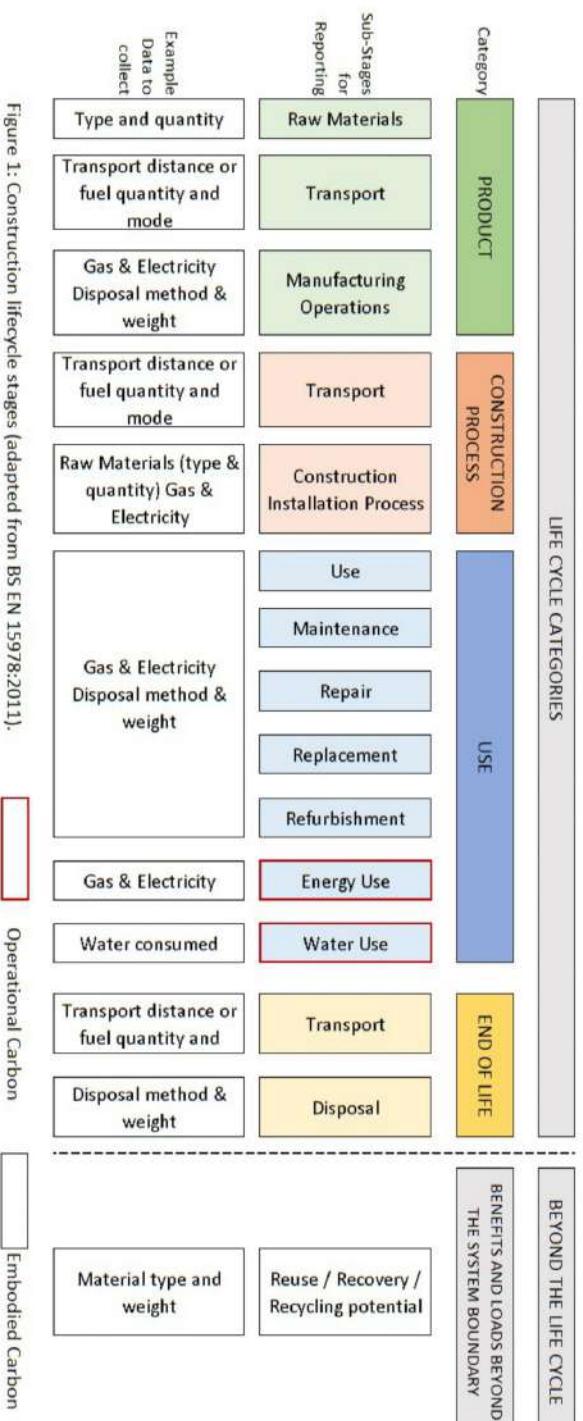 LIFE CYCLE CATEGORIES
BEYOND THE LIFE CYCLE
Category
PRODUCT
CONSTRUCTION
PROCESS
USE
END OF LIFE
BENEFITS AND LOADS BEYOND
THE SYSTEM BOUNDARY
Sub-Stages
for
Reporting
Raw Materials
Transport
Manufacturing
Operations
Transport
Construction
Installation Process
Use
Maintenance
Repair
Replacement
Refurbishment
Energy Use
Water Use
Transport
Disposal
Reuse / Recovery /
Recycling potential
Example
Data to
collect
Type and quantity
Transport distance or
fuel quantity and
mode
Gas & Electricity
Disposal method &
weight
Transport distance or
fuel quantity and
mode
Raw Materials (type &
quantity) Gas &
Electricity
Gas & Electricity
Disposal method &
weight
Gas & Electricity
Water consumed
Transport distance or
fuel quantity and
Disposal method &
weight
Material type and
weight
Operational Carbon
Embodied Carbon
Figure 1: Construction lifecycle stages (adapted from BS EN 15978:2011).